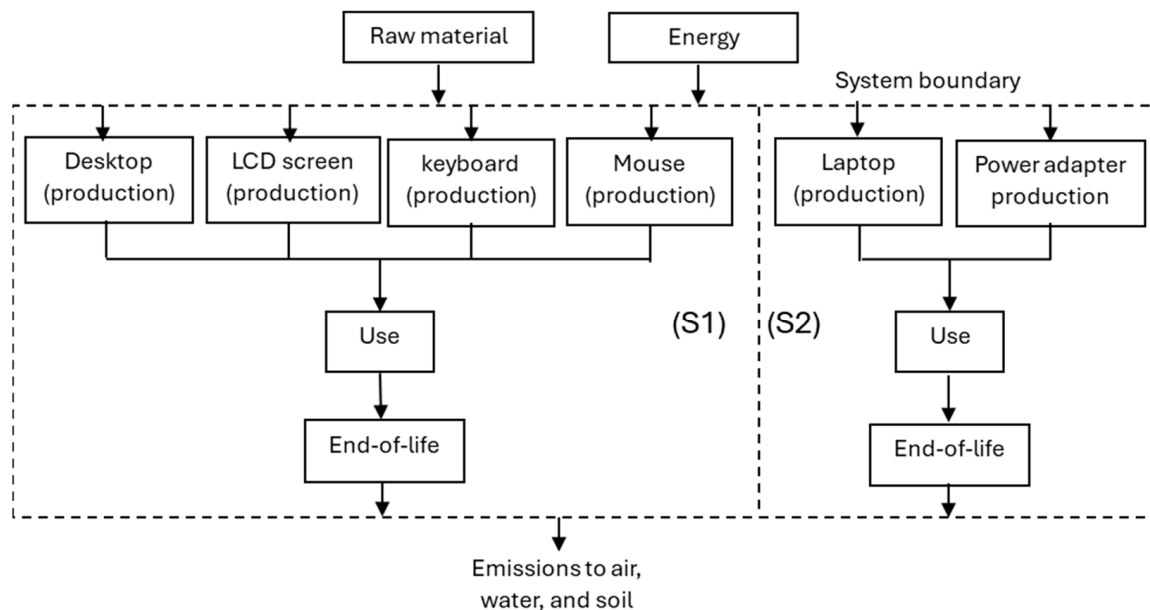 Raw material
Energy
System boundary
Desktop
(production)
LCD screen
(production)
keyboard
(production)
Mouse
(production)
Laptop
(production)
Power adapter
production
Use
(S1)
(S2)
Use
End-of-life
End-of-life
Emissions to air,
water, and soil